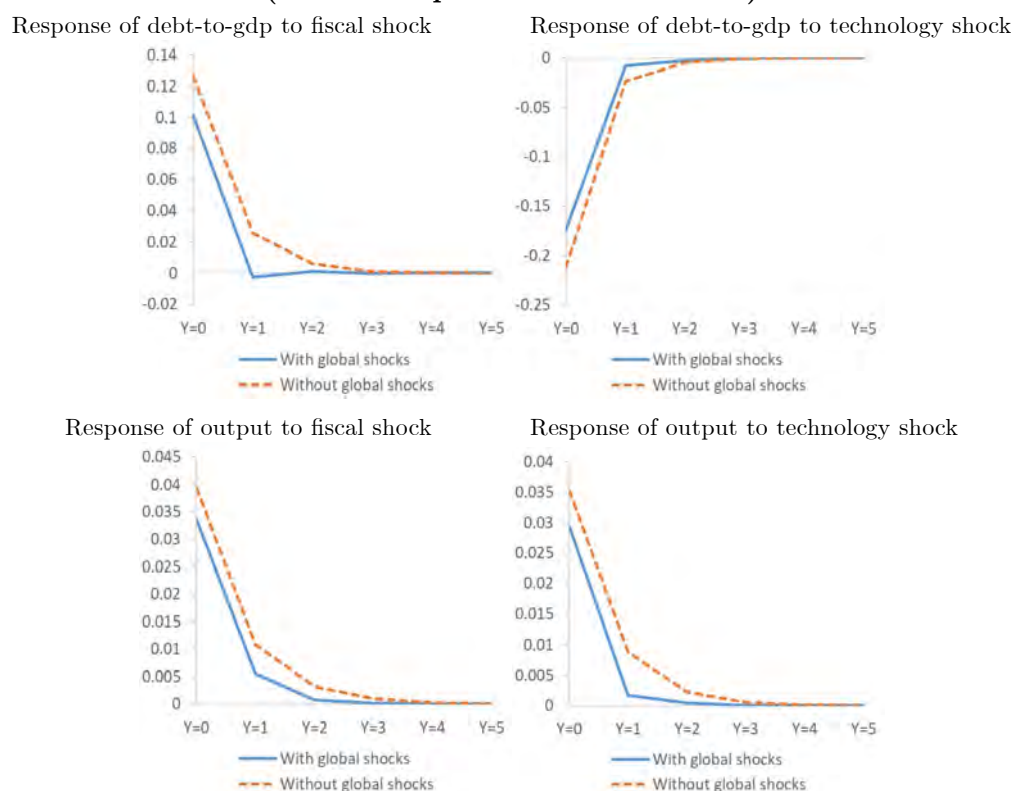 Response of debt-to-gdp to fiscal shock
0.14
0.12
0.1
0.08
0.06
0.04
0.02
0
-0.02
Y=0 Y=1 Y=2 Y=3 Y=4 Y=5
With global shocks
Without global shocks
Response of debt-to-gdp to technology shock
0
-0.05
-0.1
-0.15
-0.2
-0.25
Y=0 Y=1 Y=2 Y=3 Y=4 Y=5
With global shocks
Without global shocks
Response of output to fiscal shock
0.045
0.04
0.035
0.03
0.025
0.02
0.015
0.01
0.005
0
Y=0 Y=1 Y=2 Y=3 Y=4 Y=5
With global shocks
Without global shocks
Response of output to technology shock
0.04
0.035
0.03
0.025
0.02
0.015
0.01
0.005
0
Y=0 Y=1 Y=2 Y=3 Y=4 Y=5
With global shocks
Without global shocks